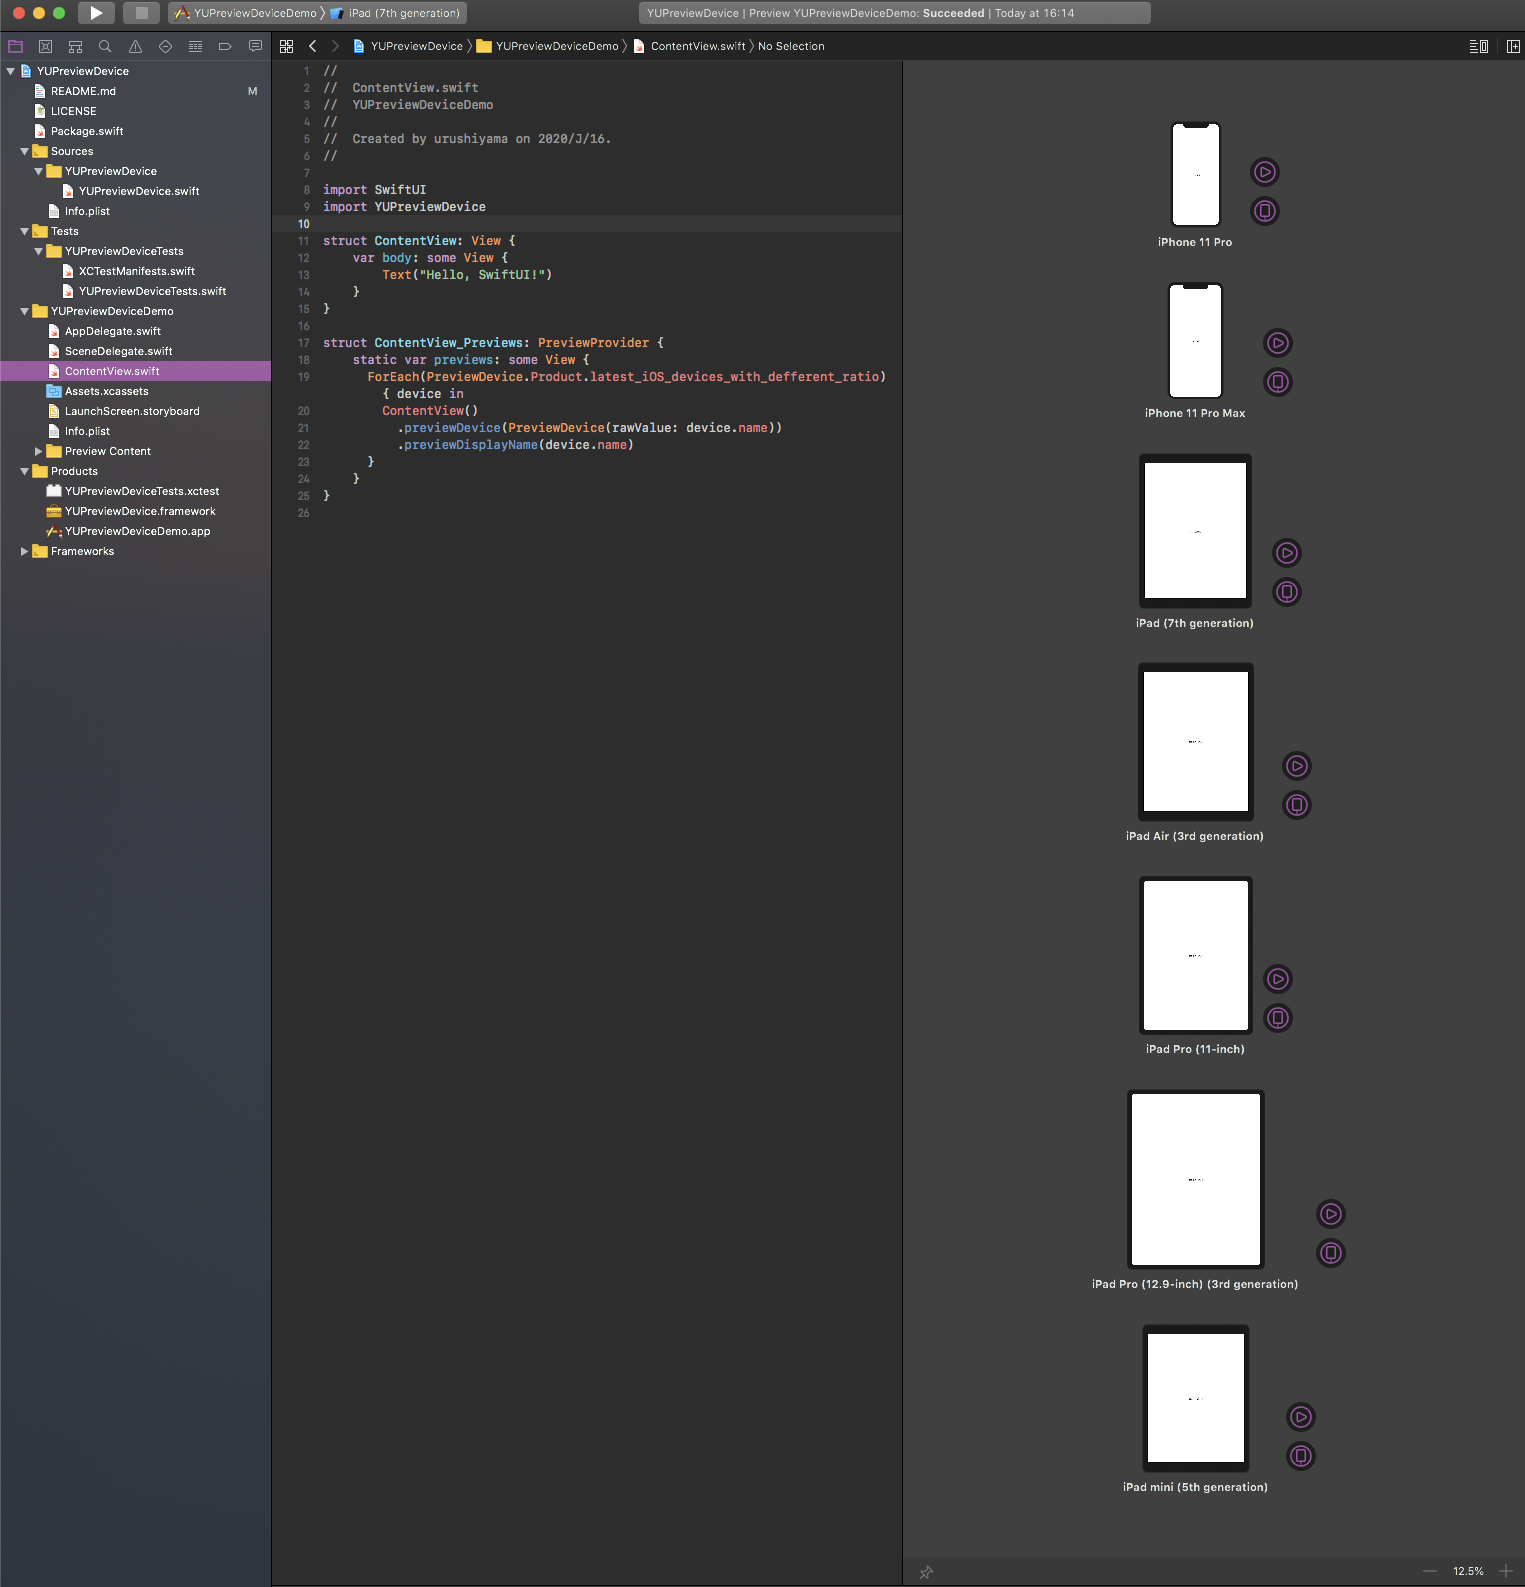 YUPreviewDeviceDemo 〉 iPad (7th generation)
YUPreviewDevice | Preview YUPreviewDeviceDemo: Succeeded | Today at 16:14
YUPreviewDevice 〉 YUPreviewDeviceDemo 〉 ContentView.swift 〉 No Selection
YUPreviewDevice
README.md M
LICENSE
Package.swift
Sources
YUPreviewDevice
YUPreviewDevice.swift
Info.plist
Tests
YUPreviewDeviceTests
XCTestManifests.swift
YUPreviewDeviceTests.swift
YUPreviewDeviceDemo
AppDelegate.swift
SceneDelegate.swift
ContentView.swift
Assets.xcassets
LaunchScreen.storyboard
Info.plist
Preview Content
Products
YUPreviewDeviceTests.xctest
YUPreviewDevice.framework
YUPreviewDeviceDemo.app
Frameworks
1 //
2 //  ContentView.swift
3 //  YUPreviewDeviceDemo
4 //
5 //  Created by urushiyama on 2020/J/16.
6 //
7
8 import SwiftUI
9 import YUPreviewDevice
10
11 struct ContentView: View {
12     var body: some View {
13         Text("Hello, SwiftUI!")
14     }
15 }
16
17 struct ContentView_Previews: PreviewProvider {
18     static var previews: some View {
19       ForEach(PreviewDevice.Product.latest_iOS_devices_with_defferent_ratio)
{ device in
20         ContentView()
21           .previewDevice(PreviewDevice(rawValue: device.name))
22           .previewDisplayName(device.name)
23       }
24     }
25 }
26
iPhone 11 Pro
iPhone 11 Pro Max
iPad (7th generation)
iPad Air (3rd generation)
iPad Pro (11-inch)
iPad Pro (12.9-inch) (3rd generation)
iPad mini (5th generation)
12.5%